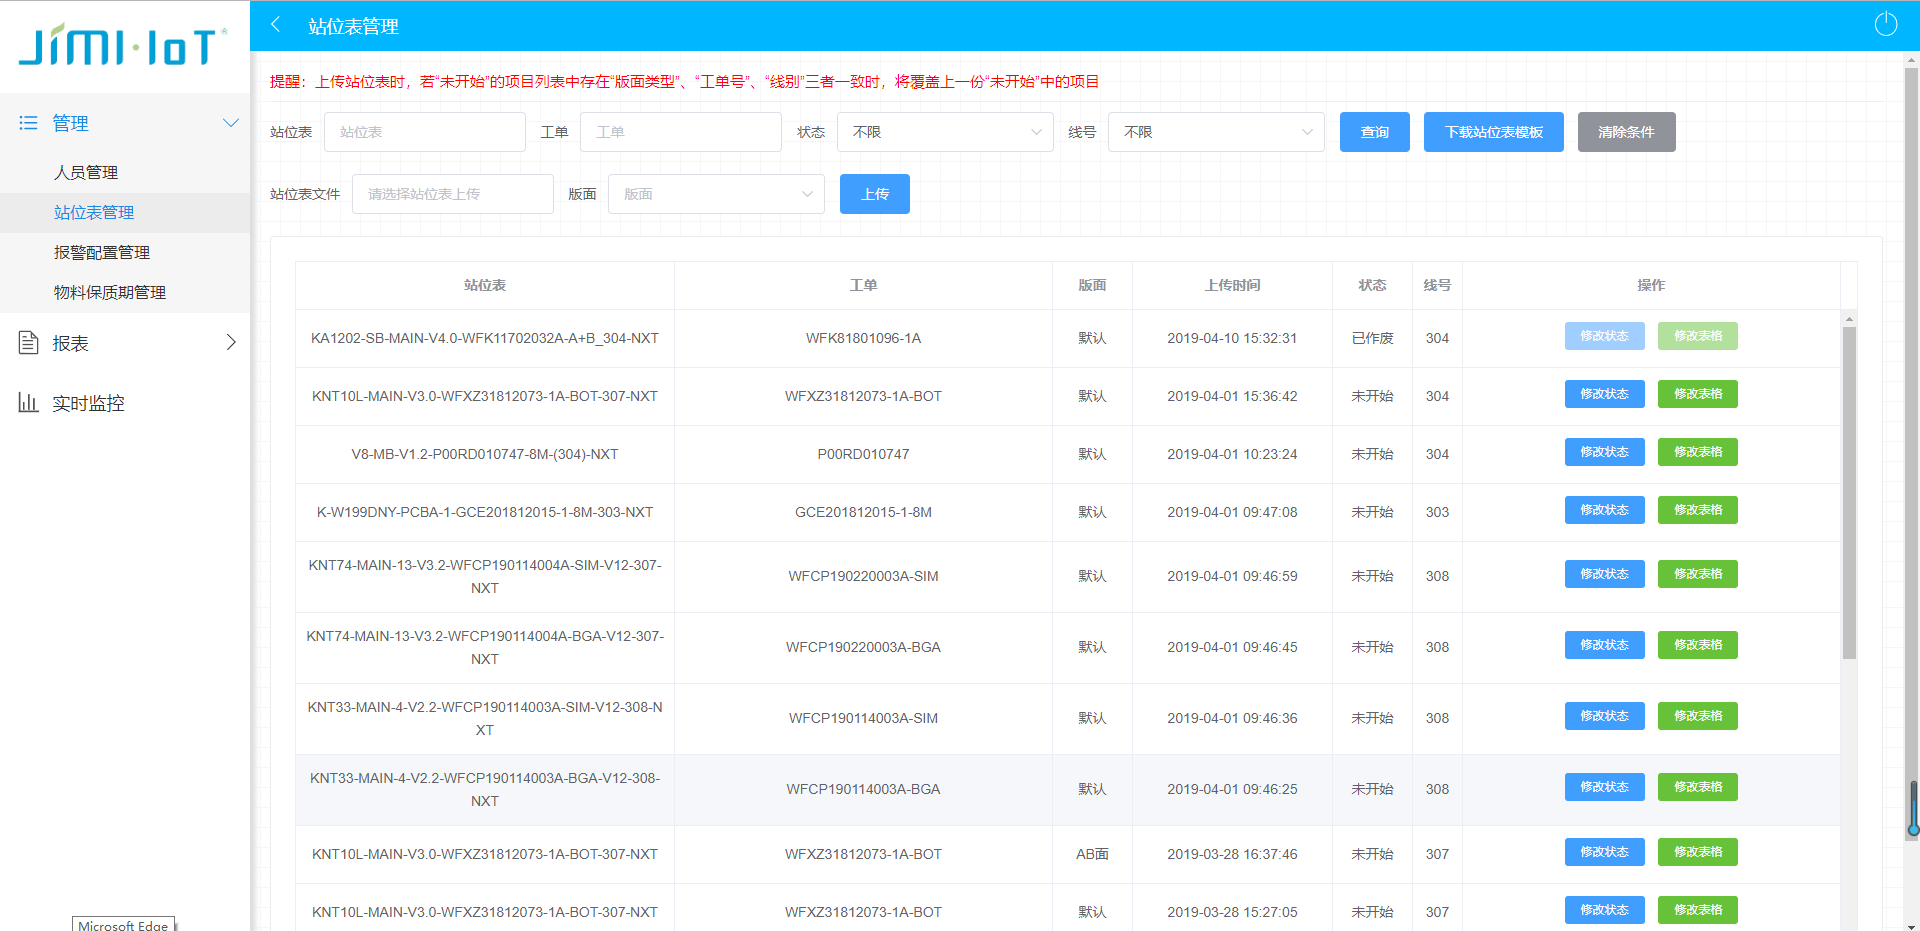 JiMI·IoT®
站位表管理
提醒：上传站位表时，若“未开始”的项目列表中存在“版面类型”、“工单号”、“线别”三者一致时，将覆盖上一份“未开始”中的项目
管理
人员管理
站位表管理
报警配置管理
物料保质期管理
报表
实时监控
站位表 站位表 工单 工单 状态 不限 线号 不限 查询 下载站位表模板 清除条件
站位表文件 请选择站位表上传 版面 版面 上传
站位表 工单 版面 上传时间 状态 线号 操作
KA1202-SB-MAIN-V4.0-WFK11702032A-A+B_304-NXT WFK81801096-1A 默认 2019-04-10 15:32:31 已作废 304 修改状态 修改表格
KNT10L-MAIN-V3.0-WFXZ31812073-1A-BOT-307-NXT WFXZ31812073-1A-BOT 默认 2019-04-01 15:36:42 未开始 304 修改状态 修改表格
V8-MB-V1.2-P00RD010747-8M-(304)-NXT P00RD010747 默认 2019-04-01 10:23:24 未开始 304 修改状态 修改表格
K-W199DNY-PCBA-1-GCE201812015-1-8M-303-NXT GCE201812015-1-8M 默认 2019-04-01 09:47:08 未开始 303 修改状态 修改表格
KNT74-MAIN-13-V3.2-WFCP190114004A-SIM-V12-307-
NXT WFCP190220003A-SIM 默认 2019-04-01 09:46:59 未开始 308 修改状态 修改表格
KNT74-MAIN-13-V3.2-WFCP190114004A-BGA-V12-307-
NXT WFCP190220003A-BGA 默认 2019-04-01 09:46:45 未开始 308 修改状态 修改表格
KNT33-MAIN-4-V2.2-WFCP190114003A-SIM-V12-308-N
XT WFCP190114003A-SIM 默认 2019-04-01 09:46:36 未开始 308 修改状态 修改表格
KNT33-MAIN-4-V2.2-WFCP190114003A-BGA-V12-308-
NXT WFCP190114003A-BGA 默认 2019-04-01 09:46:25 未开始 308 修改状态 修改表格
KNT10L-MAIN-V3.0-WFXZ31812073-1A-BOT-307-NXT WFXZ31812073-1A-BOT AB面 2019-03-28 16:37:46 未开始 307 修改状态 修改表格
KNT10L-MAIN-V3.0-WFXZ31812073-1A-BOT-307-NXT WFXZ31812073-1A-BOT 默认 2019-03-28 15:27:05 未开始 307 修改状态 修改表格
Microsoft Edge